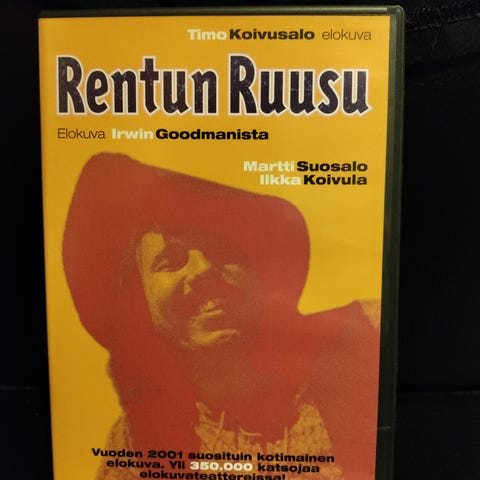 Timo Koivusalo elokuva
Rentun Ruusu
Elokuva Irwin Goodmanista
Martti Suosalo
Ilkka Koivula
Vuoden 2001 suosituin kotimainen
elokuva. Yli 350.000 katsojaa
elokuvateattereissa!